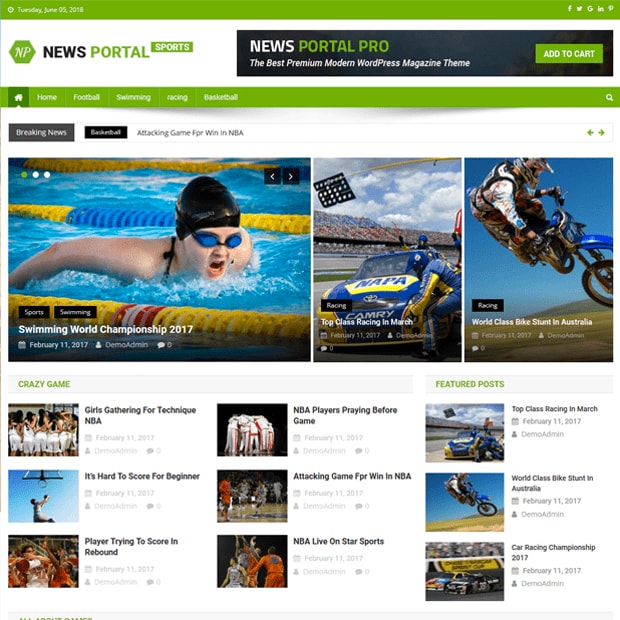 Tuesday, June 05, 2018
NP NEWS PORTAL SPORTS
NEWS PORTAL PRO
The Best Premium Modern WordPress Magazine Theme
ADD TO CART
Home Football Swimming racing Basketball
Breaking News Basketball Attacking Game Fpr Win In NBA
Sports Swimming
Swimming World Championship 2017
February 11, 2017 DemoAdmin 0
NAPA
CAMRY
Racing
Top Class Racing In March
February 11, 2017 DemoAdmin
0
Racing
World Class Bike Stunt In Australia
February 11, 2017 DemoAdmin
0
CRAZY GAME
Girls Gathering For Technique
NBA
February 11, 2017
DemoAdmin 0
NBA Players Praying Before
Game
February 11, 2017
DemoAdmin 0
It's Hard To Score For Beginner
February 11, 2017
DemoAdmin 0
Attacking Game Fpr Win In NBA
February 11, 2017
DemoAdmin 0
Player Trying To Score In
Rebound
February 11, 2017
DemoAdmin 0
NBA Live On Star Sports
February 11, 2017
DemoAdmin 0
FEATURED POSTS
Top Class Racing In March
February 11, 2017
DemoAdmin
World Class Bike Stunt In
Australia
February 11, 2017
DemoAdmin
Car Racing Championship
2017
February 11, 2017
DemoAdmin
ALL ABOUT GAMES